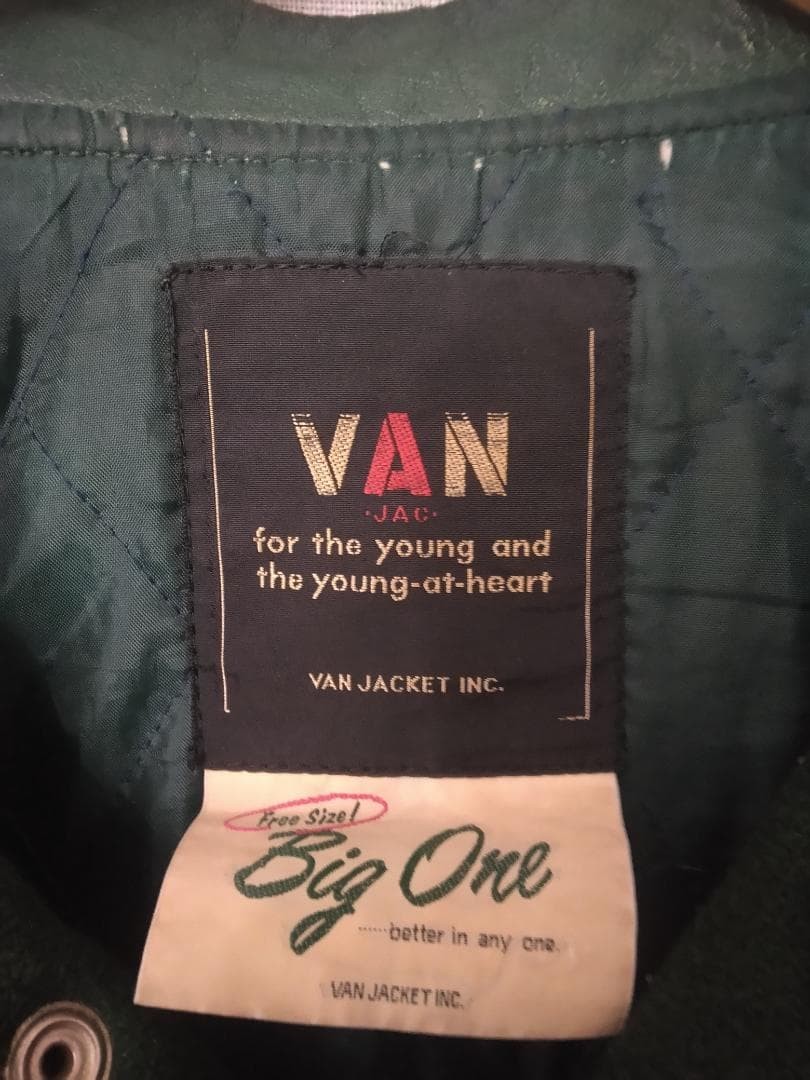 VAN
·JAC·
for the young and
the young-at-heart
VAN JACKET INC.
Free Size!
Big One
......better in any one.
VAN JACKET INC.